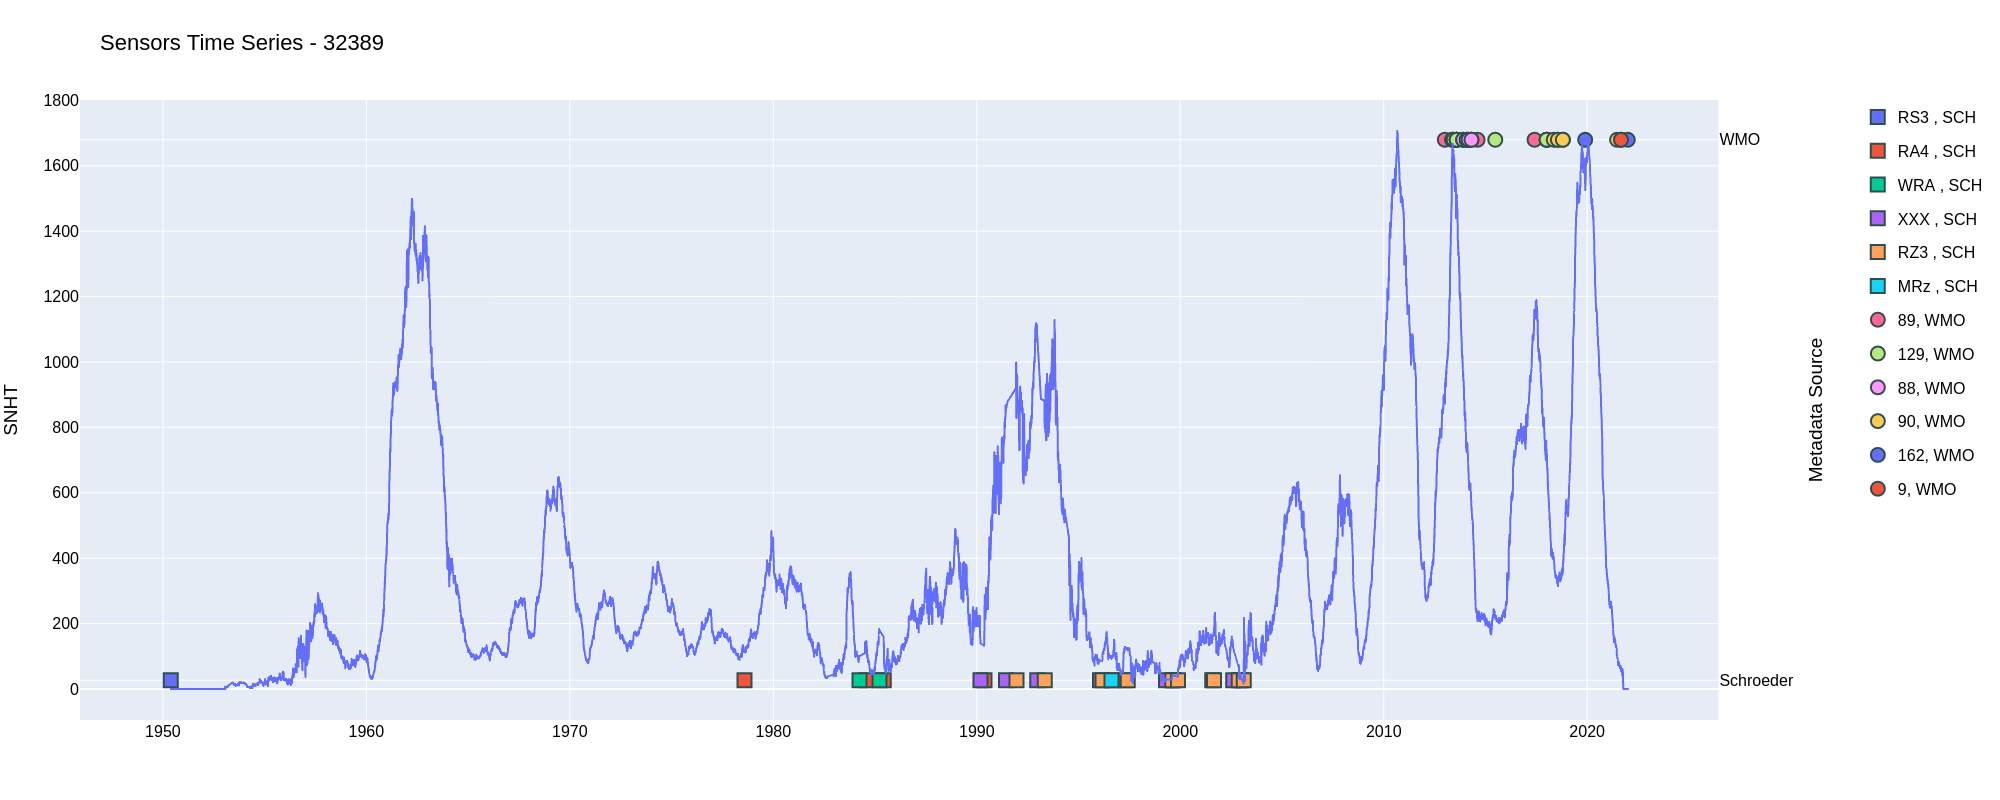 Sensors Time Series - 32389
SNHT
1800
1600
1400
1200
1000
800
600
400
200
0
1950
1960
1970
1980
1990
2000
2010
2020
WMO
Schroeder
Metadata Source
RS3 , SCH
RA4 , SCH
WRA , SCH
XXX , SCH
RZ3 , SCH
MRz , SCH
89, WMO
129, WMO
88, WMO
90, WMO
162, WMO
9, WMO